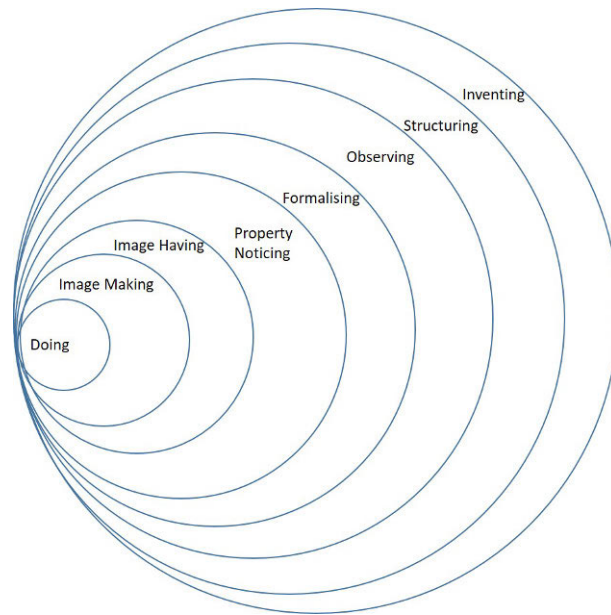 Inventing
Structuring
Observing
Formalising
Property
Noticing
Image Having
Image Making
Doing